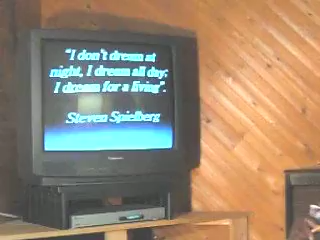 "I don't dream at
night, I dream all day;
I dream for a living".
Steven Spielberg